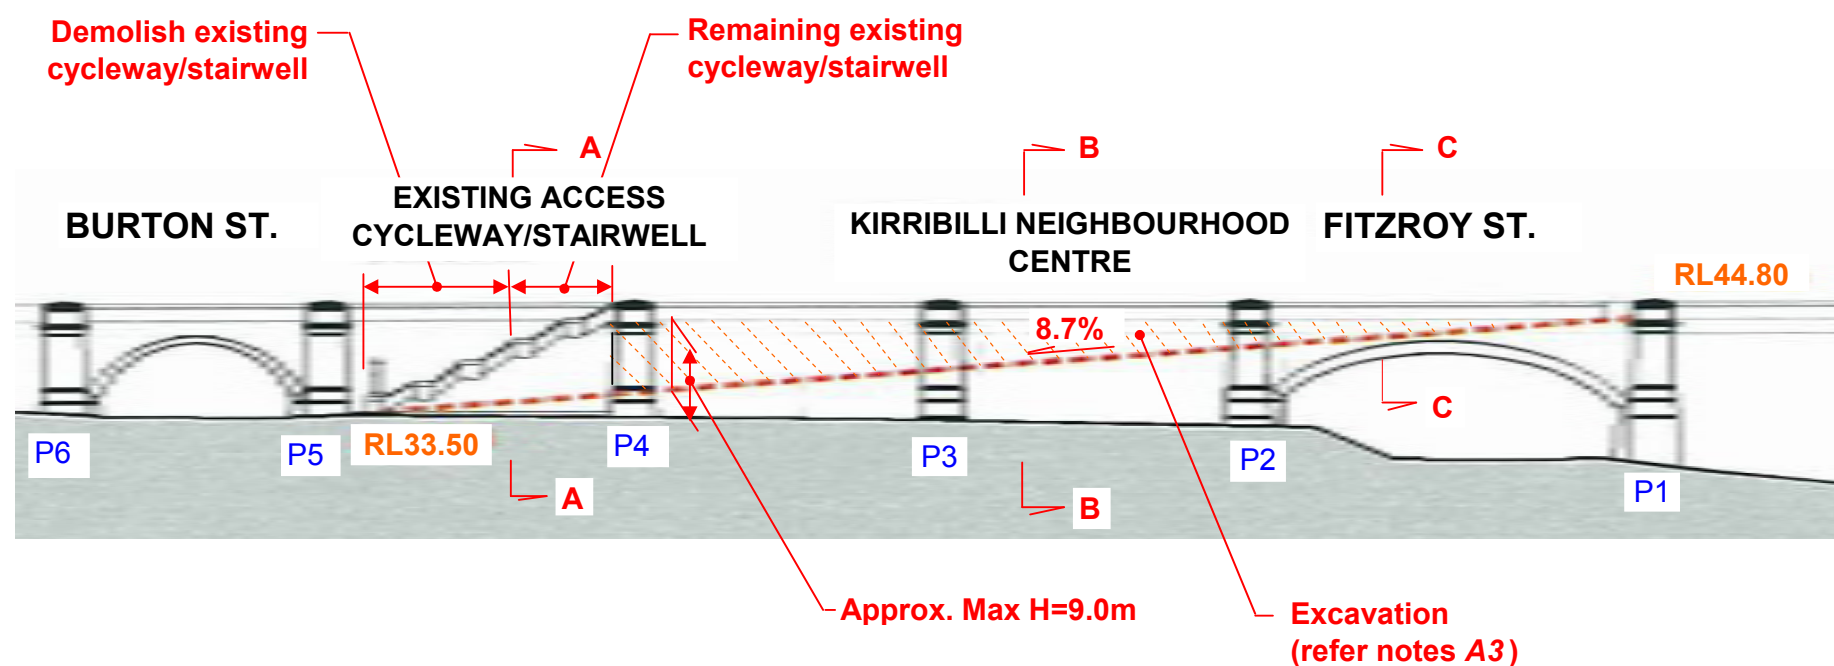 Demolish existing
cycleway/stairwell
Remaining existing
cycleway/stairwell
A
B
C
BURTON ST.
EXISTING ACCESS
CYCLEWAY/STAIRWELL
KIRRIBILLI NEIGHBOURHOOD
CENTRE
FITZROY ST.
RL44.80
8.7%
C
P6
P5
RL33.50
P4
P3
P2
P1
A
B
Approx. Max H=9.0m
Excavation
(refer notes A3)